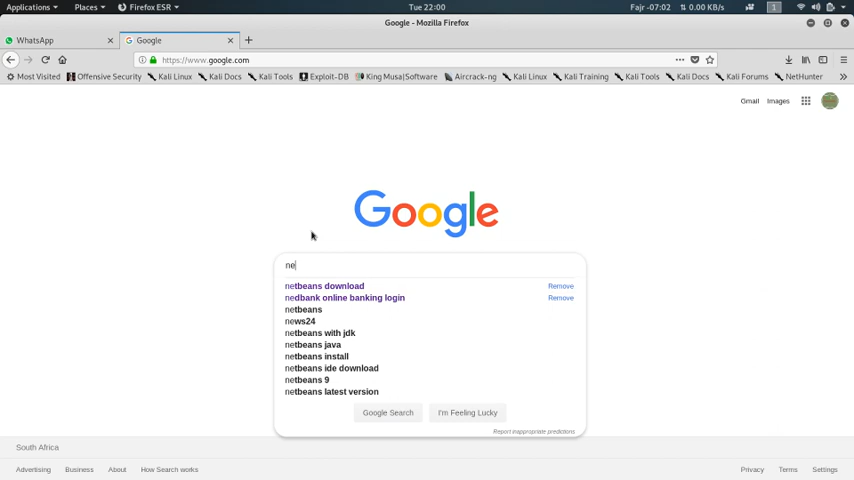 Applications Places Firefox ESR Tue 22:00 Fajr -07:02 0.00 KB/s 1
Google - Mozilla Firefox
WhatsApp Google
https://www.google.com
Most Visited Offensive Security Kali Linux Kali Docs Kali Tools Exploit-DB King Musa|Software Aircrack-ng Kali Linux Kali Training Kali Tools Kali Docs Kali Forums NetHunter
Gmail Images
Google
ne
netbeans download Remove
nedbank online banking login Remove
netbeans
news24
netbeans with jdk
netbeans java
netbeans install
netbeans ide download
netbeans 9
netbeans latest version
Google Search I'm Feeling Lucky
Report inappropriate predictions
South Africa
Advertising Business About How Search works Privacy Terms Settings